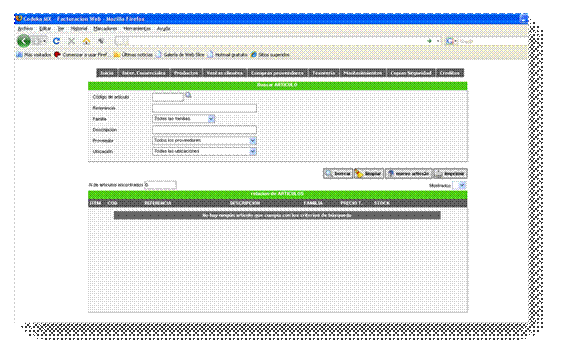 Codeka MX - Facturacion Web - Mozilla Firefox
Archivo Editar Ver Historial Marcadores Herramientas Ayuda
Más visitados Comenzar a usar Firef... Últimas noticias Galería de Web Slice Hotmail gratuito Sitios sugeridos
Inicio Inter. Comerciales Productos Ventas clientes Compras proveedores Tesoreria Mantenimientos Copias Seguridad Creditos
Buscar ARTICULO
Código de artículo
Referencia
Familia Todas las familias
Descripción
Proveedor Todos los proveedores
Ubicación Todas las ubicaciones
buscar limpiar nuevo artículo imprimir
N de artículos encontrados 0 Mostrados
relacion de ARTICULOS
ITEM COD REFERENCIA DESCRIPCION FAMILIA PRECIO T. STOCK
No hay ningún artículo que cumpla con los criterios de búsqueda